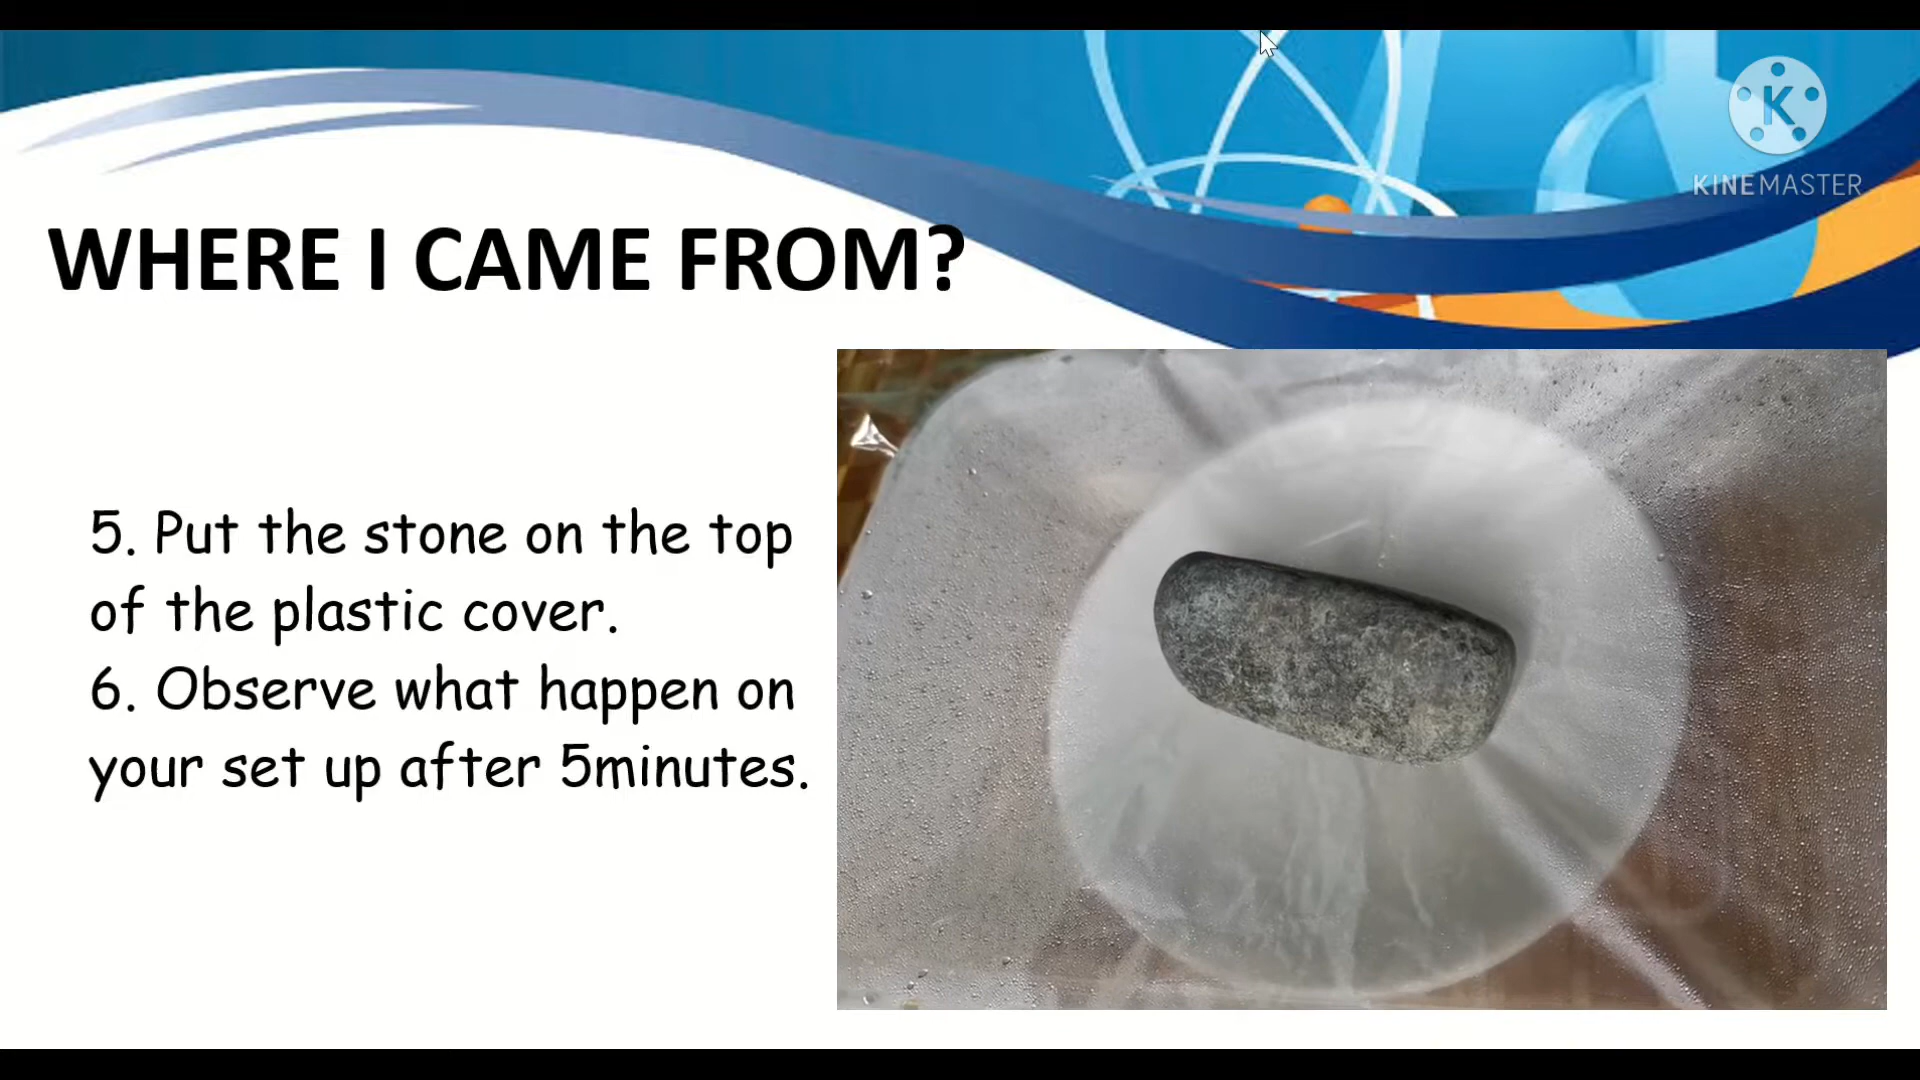 K
KINEMASTER
WHERE I CAME FROM?
5. Put the stone on the top
of the plastic cover.
6. Observe what happen on
your set up after 5minutes.